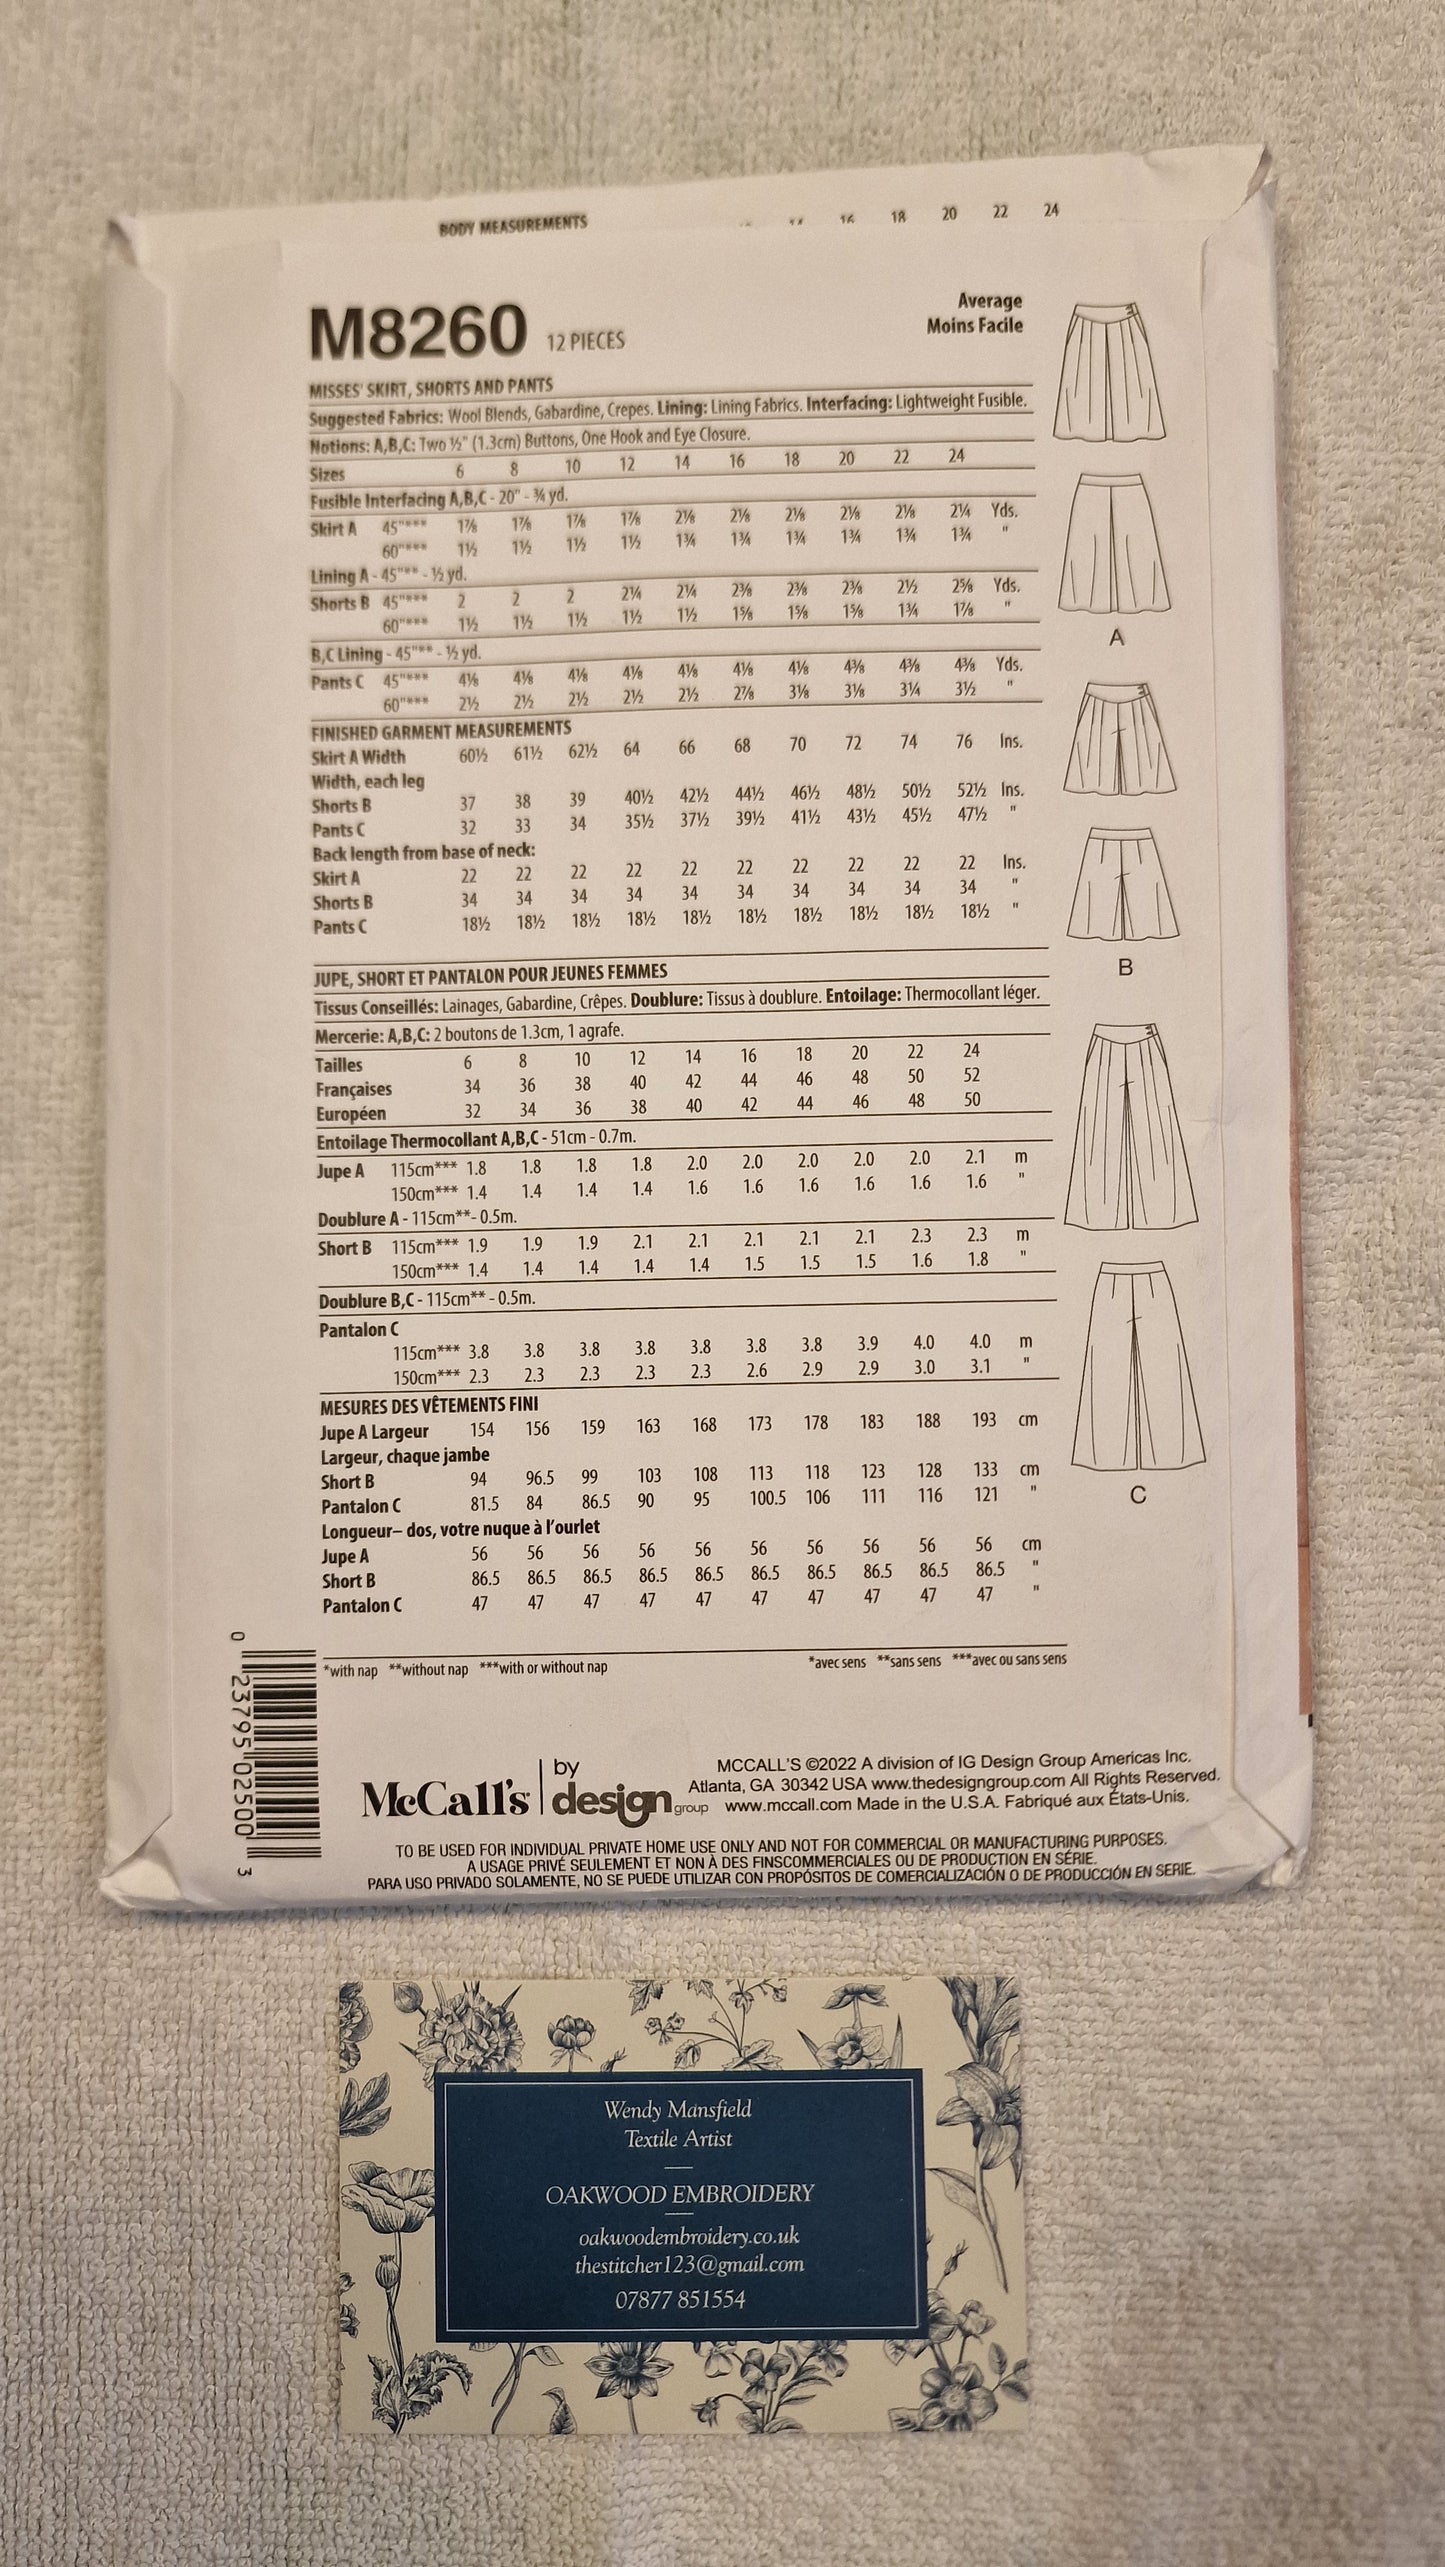 BODY MEASUREMENTS 14 16 18 20 22 24
M8260 12 PIECES
Average
Moins Facile
MISSES' SKIRT, SHORTS AND PANTS
Suggested Fabrics: Wool Blends, Gabardine, Crepes. Lining: Lining Fabrics. Interfacing: Lightweight Fusible.
Notions: A,B,C: Two ½" (1.3cm) Buttons, One Hook and Eye Closure.
Sizes 6 8 10 12 14 16 18 20 22 24
Fusible Interfacing A,B,C - 20" - ¾ yd.
Skirt A 45"*** 1⅞ 1⅞ 1⅞ 1⅞ 2⅛ 2⅛ 2⅛ 2⅛ 2⅛ 2¼ Yds.
60"*** 1½ 1½ 1½ 1½ 1¾ 1¾ 1¾ 1¾ 1¾ 1¾ "
Lining A - 45"** - ½ yd.
Shorts B 45"*** 2 2 2 2¼ 2¼ 2⅜ 2⅜ 2⅜ 2½ 2⅝ Yds.
60"*** 1½ 1½ 1½ 1½ 1½ 1⅝ 1⅝ 1⅝ 1¾ 1⅞ "
B,C Lining - 45"** - ½ yd.
Pants C 45"*** 4⅛ 4⅛ 4⅛ 4⅛ 4⅛ 4⅛ 4⅛ 4⅜ 4⅜ 4⅜ Yds.
60"*** 2½ 2½ 2½ 2½ 2½ 2⅞ 3⅛ 3⅛ 3¼ 3½ "
FINISHED GARMENT MEASUREMENTS
Skirt A Width 60½ 61½ 62½ 64 66 68 70 72 74 76 Ins.
Width, each leg
Shorts B 37 38 39 40½ 42½ 44½ 46½ 48½ 50½ 52½ Ins.
Pants C 32 33 34 35½ 37½ 39½ 41½ 43½ 45½ 47½ "
Back length from base of neck:
Skirt A 22 22 22 22 22 22 22 22 22 22 Ins.
Shorts B 34 34 34 34 34 34 34 34 34 34 "
Pants C 18½ 18½ 18½ 18½ 18½ 18½ 18½ 18½ 18½ 18½ "
A
B
JUPE, SHORT ET PANTALON POUR JEUNES FEMMES
Tissus Conseillés: Lainages, Gabardine, Crêpes. Doublure: Tissus à doublure. Entoilage: Thermocollant léger.
Mercerie: A,B,C: 2 boutons de 1.3cm, 1 agrafe.
Tailles 6 8 10 12 14 16 18 20 22 24
Françaises 34 36 38 40 42 44 46 48 50 52
Européen 32 34 36 38 40 42 44 46 48 50
Entoilage Thermocollant A,B,C - 51cm - 0.7m.
Jupe A 115cm*** 1.8 1.8 1.8 1.8 2.0 2.0 2.0 2.0 2.0 2.1 m
150cm*** 1.4 1.4 1.4 1.4 1.6 1.6 1.6 1.6 1.6 1.6 "
Doublure A - 115cm**- 0.5m.
Short B 115cm*** 1.9 1.9 1.9 2.1 2.1 2.1 2.1 2.1 2.3 2.3 m
150cm*** 1.4 1.4 1.4 1.4 1.4 1.5 1.5 1.5 1.6 1.8 "
Doublure B,C - 115cm** - 0.5m.
Pantalon C
115cm*** 3.8 3.8 3.8 3.8 3.8 3.8 3.8 3.9 4.0 4.0 m
150cm*** 2.3 2.3 2.3 2.3 2.3 2.6 2.9 2.9 3.0 3.1 "
MESURES DES VÊTEMENTS FINI
Jupe A Largeur 154 156 159 163 168 173 178 183 188 193 cm
Largeur, chaque jambe
Short B 94 96.5 99 103 108 113 118 123 128 133 cm
Pantalon C 81.5 84 86.5 90 95 100.5 106 111 116 121 "
Longueur– dos, votre nuque à l'ourlet
Jupe A 56 56 56 56 56 56 56 56 56 56 cm
Short B 86.5 86.5 86.5 86.5 86.5 86.5 86.5 86.5 86.5 86.5 "
Pantalon C 47 47 47 47 47 47 47 47 47 47 "
C
*with nap **without nap ***with or without nap *avec sens **sans sens ***avec ou sans sens
0 23795 02500 3
McCall's by design group
MCCALL'S ©2022 A division of IG Design Group Americas Inc.
Atlanta, GA 30342 USA www.thedesigngroup.com All Rights Reserved.
www.mccall.com Made in the U.S.A. Fabriqué aux États-Unis.
TO BE USED FOR INDIVIDUAL PRIVATE HOME USE ONLY AND NOT FOR COMMERCIAL OR MANUFACTURING PURPOSES.
A USAGE PRIVÉ SEULEMENT ET NON À DES FINSCOMMERCIALES OU DE PRODUCTION EN SÉRIE.
PARA USO PRIVADO SOLAMENTE, NO SE PUEDE UTILIZAR CON PROPÓSITOS DE COMERCIALIZACIÓN O DE PRODUCCIÓN EN SERIE.
Wendy Mansfield
Textile Artist
OAKWOOD EMBROIDERY
oakwoodembroidery.co.uk
thestitcher123@gmail.com
07877 851554